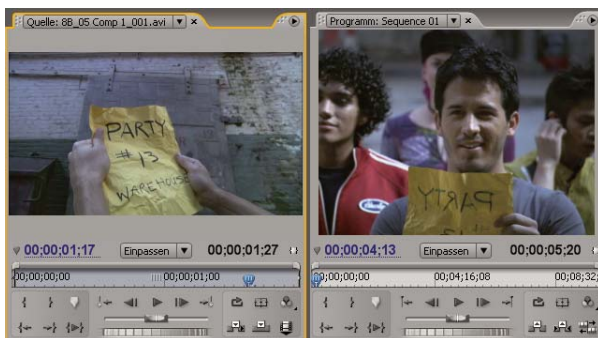 Quelle: 8B_05 Comp 1_001.avi
PARTY
# 13
WAREHOUSE
00;00;01;17
Einpassen
00;00;01;27
00;00;00;00
00;00;01;00
Programm: Sequence 01
PARTY
00;00;04;13
Einpassen
00;00;05;20
00;00;00;00
00;04;16;08
00;08;32;